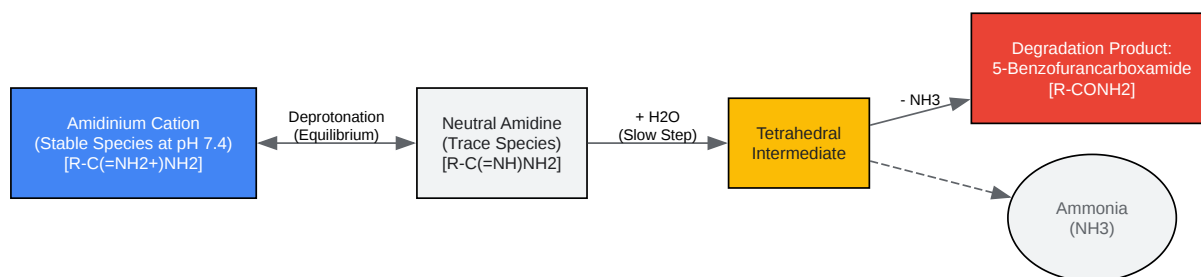 Amidinium Cation
(Stable Species at pH 7.4)
[R-C(=NH2+)NH2]
Deprotonation
(Equilibrium)
Neutral Amidine
(Trace Species)
[R-C(=NH)NH2]
+ H2O
(Slow Step)
Tetrahedral
Intermediate
- NH3
Degradation Product:
5-Benzofurancarboxamide
[R-CONH2]
Ammonia
(NH3)